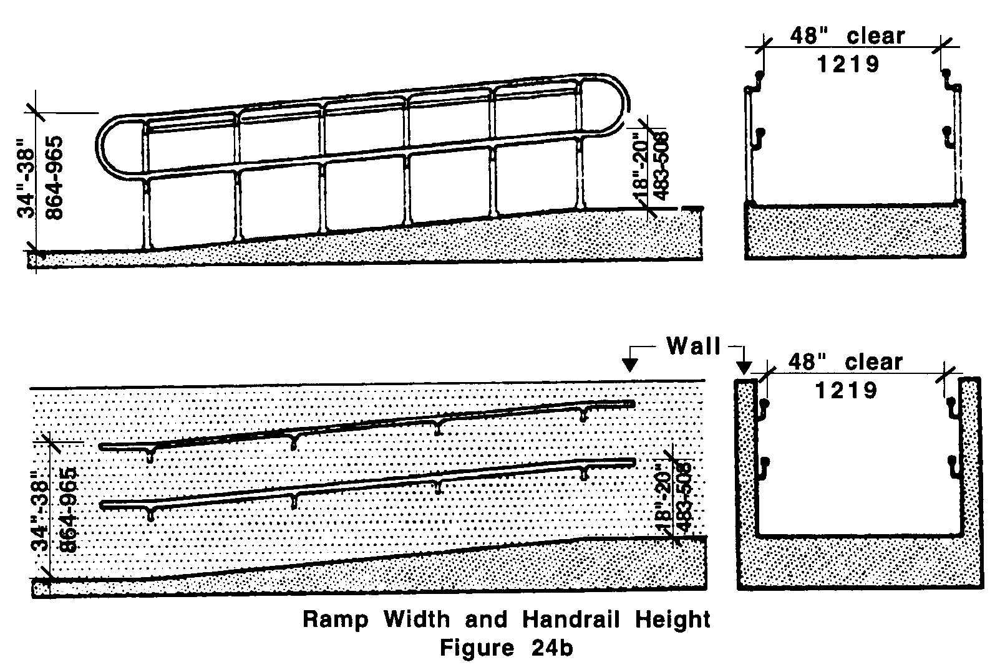 48" clear
1219
34"-38"
864-965
18"-20"
483-508
Wall
48" clear
1219
34"-38"
864-965
18"-20"
483-508
Ramp Width and Handrail Height
Figure 24b